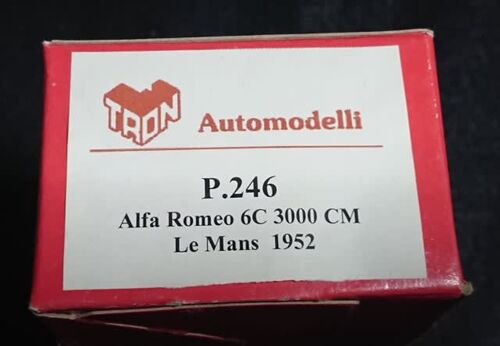 TRON Automodelli
P.246
Alfa Romeo 6C 3000 CM
Le Mans 1952